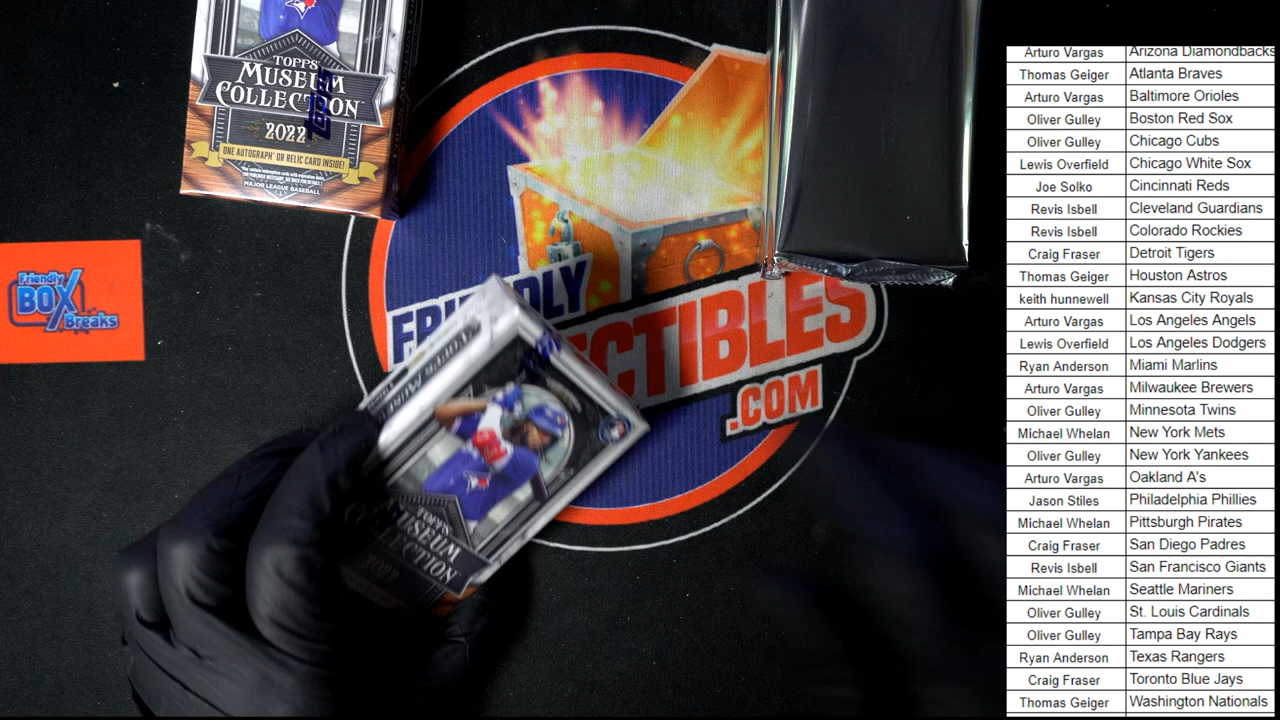 TOPPS
MUSEUM
COLLECTION
2022
ONE AUTOGRAPH OR RELIC CARD INSIDE!
MAJOR LEAGUE BASEBALL
TOPPS
Friendly
BOX
Breaks
FRIENDLY
ECTIBLES
.COM
TOPPS
MUSEUM
COLLECTION
Arturo Vargas Arizona Diamondbacks
Thomas Geiger Atlanta Braves
Arturo Vargas Baltimore Orioles
Oliver Gulley Boston Red Sox
Oliver Gulley Chicago Cubs
Lewis Overfield Chicago White Sox
Joe Solko Cincinnati Reds
Revis Isbell Cleveland Guardians
Revis Isbell Colorado Rockies
Craig Fraser Detroit Tigers
Thomas Geiger Houston Astros
keith hunnewell Kansas City Royals
Arturo Vargas Los Angeles Angels
Lewis Overfield Los Angeles Dodgers
Ryan Anderson Miami Marlins
Arturo Vargas Milwaukee Brewers
Oliver Gulley Minnesota Twins
Michael Whelan New York Mets
Oliver Gulley New York Yankees
Arturo Vargas Oakland A's
Jason Stiles Philadelphia Phillies
Michael Whelan Pittsburgh Pirates
Craig Fraser San Diego Padres
Revis Isbell San Francisco Giants
Michael Whelan Seattle Mariners
Oliver Gulley St. Louis Cardinals
Oliver Gulley Tampa Bay Rays
Ryan Anderson Texas Rangers
Craig Fraser Toronto Blue Jays
Thomas Geiger Washington Nationals